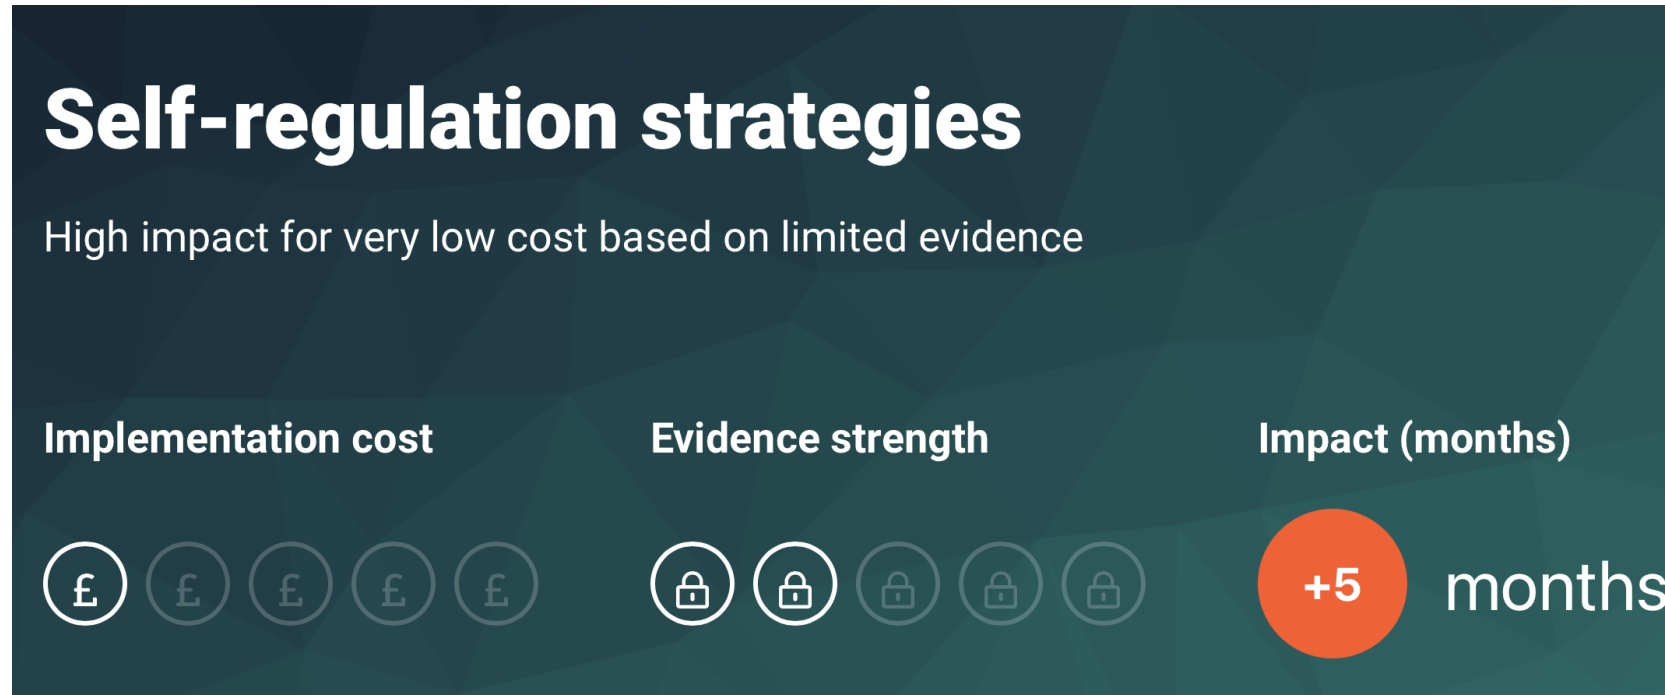 Self-regulation strategies
High impact for very low cost based on limited evidence
Implementation cost
Evidence strength
Impact (months)
£ £ £ £ £
+5 months